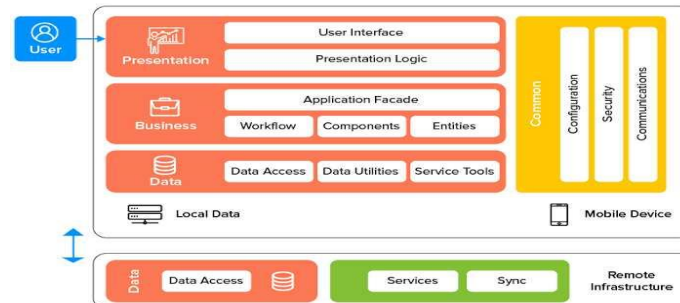 User
Presentation
User Interface
Presentation Logic
Business
Application Facade
Workflow
Components
Entities
Data
Data Access
Data Utilities
Service Tools
Common
Configuration
Security
Communications
Local Data
Mobile Device
Data
Data Access
Services
Sync
Remote
Infrastructure